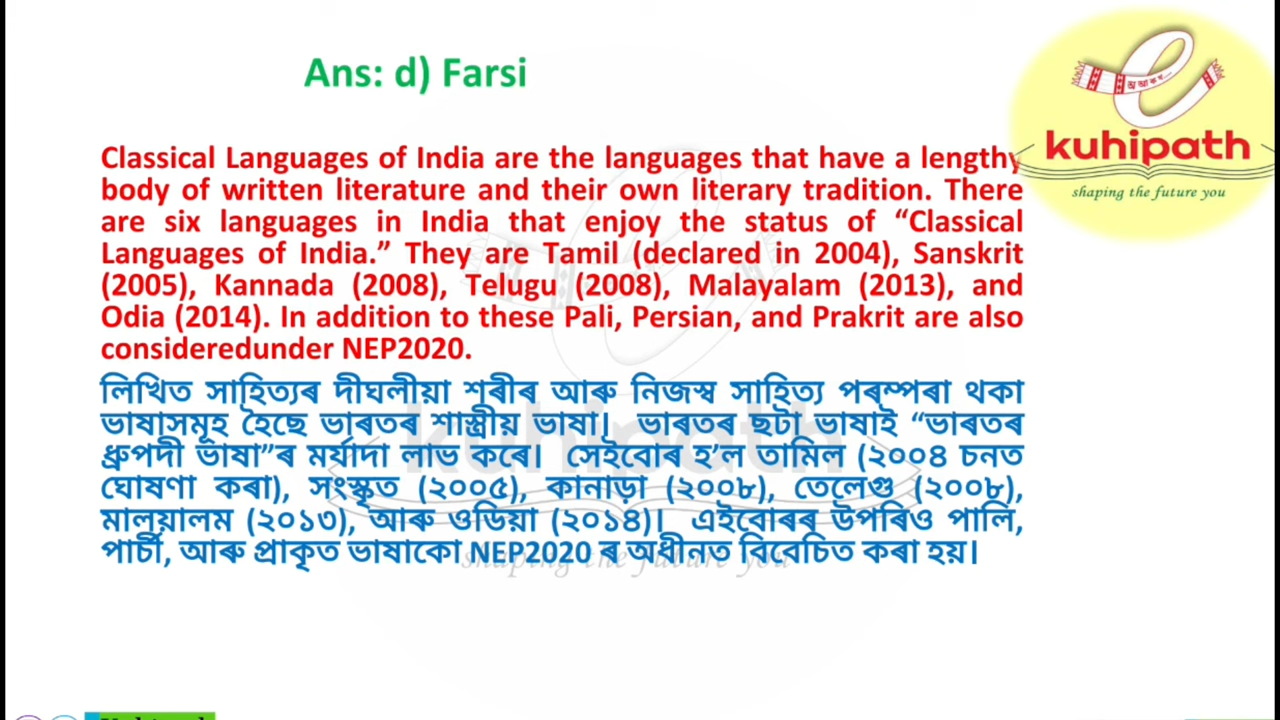 Ans: d) Farsi
kuhipath
shaping the future you
Classical Languages of India are the languages that have a lengthy
body of written literature and their own literary tradition. There
are six languages in India that enjoy the status of “Classical
Languages of India.” They are Tamil (declared in 2004), Sanskrit
(2005), Kannada (2008), Telugu (2008), Malayalam (2013), and
Odia (2014). In addition to these Pali, Persian, and Prakrit are also
consideredunder NEP2020.
লিখিত সাহিত্যৰ দীঘলীয়া শৰীৰ আৰু নিজস্ব সাহিত্য পৰম্পৰা থকা
ভাষাসমূহ হৈছে ভাৰতৰ শাস্ত্ৰীয় ভাষা। ভাৰতৰ ছটা ভাষাই “ভাৰতৰ
ধ্ৰুপদী ভাষা”ৰ মৰ্যাদা লাভ কৰে। সেইবোৰ হ’ল তামিল (২০০৪ চনত
ঘোষণা কৰা), সংস্কৃত (২০০৫), কানাড়া (২০০৮), তেলেগু (২০০৮),
মালয়ালম (২০১৩), আৰু ওডিয়া (২০১৪)। এইবোৰৰ উপৰিও পালি,
পাৰ্চী, আৰু প্ৰাকৃত ভাষাকো NEP2020 ৰ অধীনত বিবেচিত কৰা হয়।
kuhipath
shaping the future you